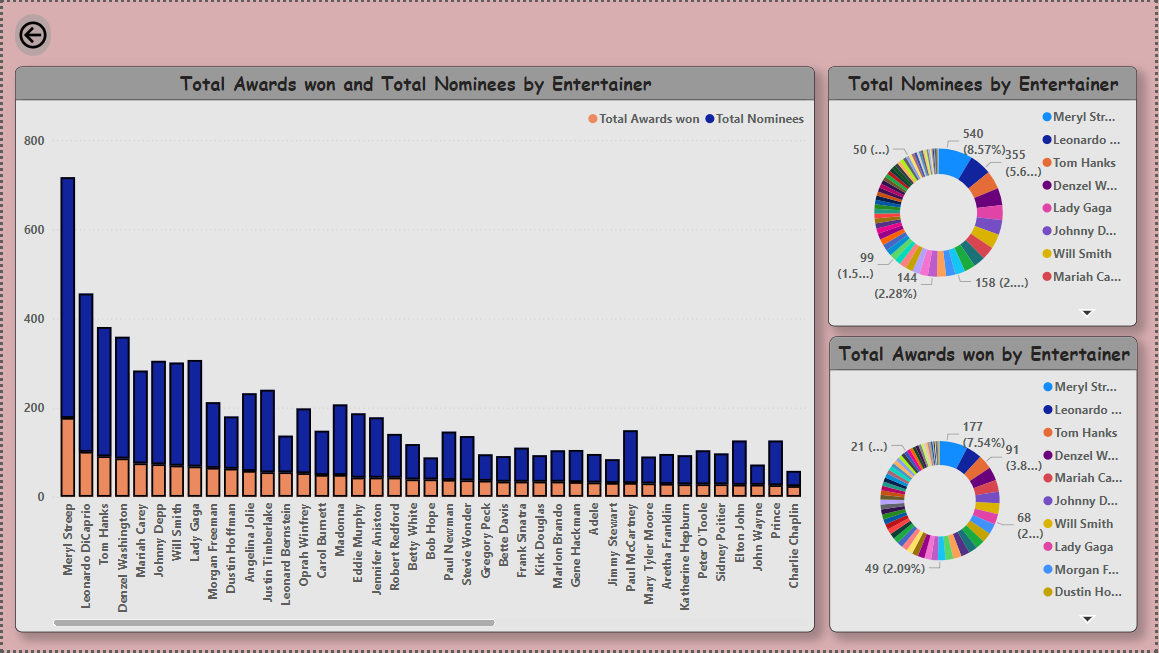 Total Awards won and Total Nominees by Entertainer
Total Awards won
Total Nominees
800
600
400
200
0
Meryl Streep
Leonardo DiCaprio
Tom Hanks
Denzel Washington
Mariah Carey
Johnny Depp
Will Smith
Lady Gaga
Morgan Freeman
Dustin Hoffman
Angelina Jolie
Justin Timberlake
Leonard Bernstein
Oprah Winfrey
Carol Burnett
Madonna
Eddie Murphy
Jennifer Aniston
Robert Redford
Betty White
Bob Hope
Paul Newman
Stevie Wonder
Gregory Peck
Bette Davis
Frank Sinatra
Kirk Douglas
Marlon Brando
Gene Hackman
Adele
Jimmy Stewart
Paul McCartney
Mary Tyler Moore
Aretha Franklin
Katherine Hepburn
Peter O'Toole
Sidney Poitier
Elton John
John Wayne
Prince
Charlie Chaplin
Total Nominees by Entertainer
540
(8.57%)
355
(5.6...)
158 (2....)
144
(2.28%)
99
(1.5...)
50 (...)
Meryl Str...
Leonardo ...
Tom Hanks
Denzel W...
Lady Gaga
Johnny D...
Will Smith
Mariah Ca...
Total Awards won by Entertainer
177
(7.54%)
91
(3.8...)
68
(2...)
49 (2.09%)
21 (...)
Meryl Str...
Leonardo ...
Tom Hanks
Denzel W...
Mariah Ca...
Johnny D...
Will Smith
Lady Gaga
Morgan F...
Dustin Ho...